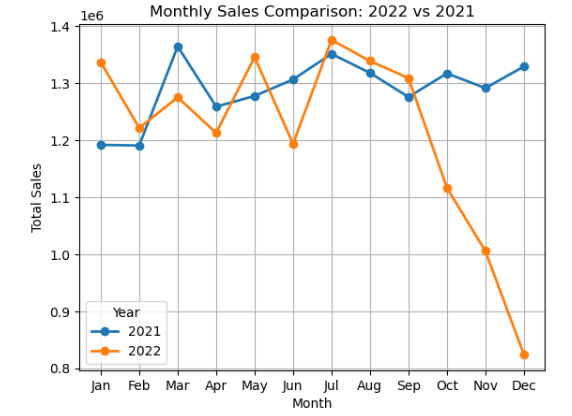 Monthly Sales Comparison: 2022 vs 2021
1e6
1.4
1.3
1.2
1.1
1.0
0.9
0.8
Total Sales
Year
2021
2022
Jan Feb Mar Apr May Jun Jul Aug Sep Oct Nov Dec
Month